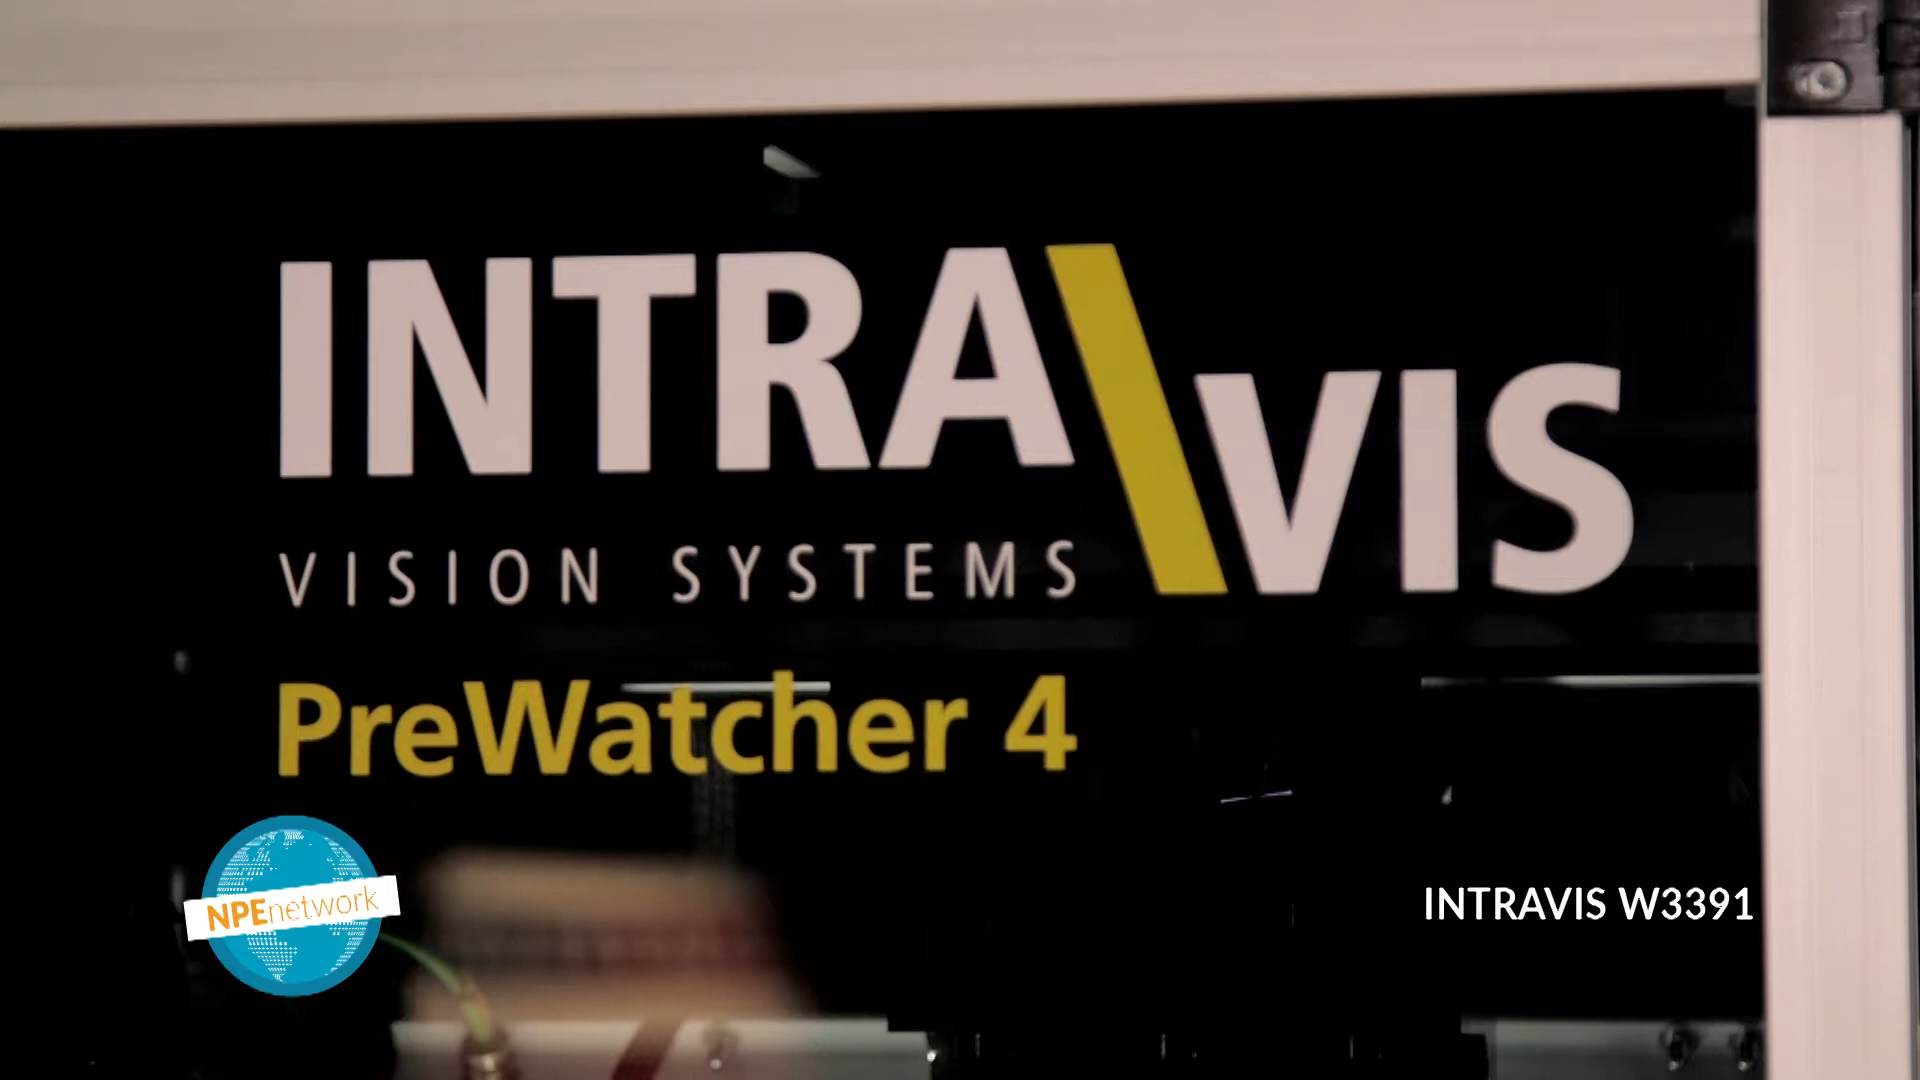 INTRAVIS
VISION SYSTEMS
PreWatcher 4
NPEnetwork
INTRAVIS W3391